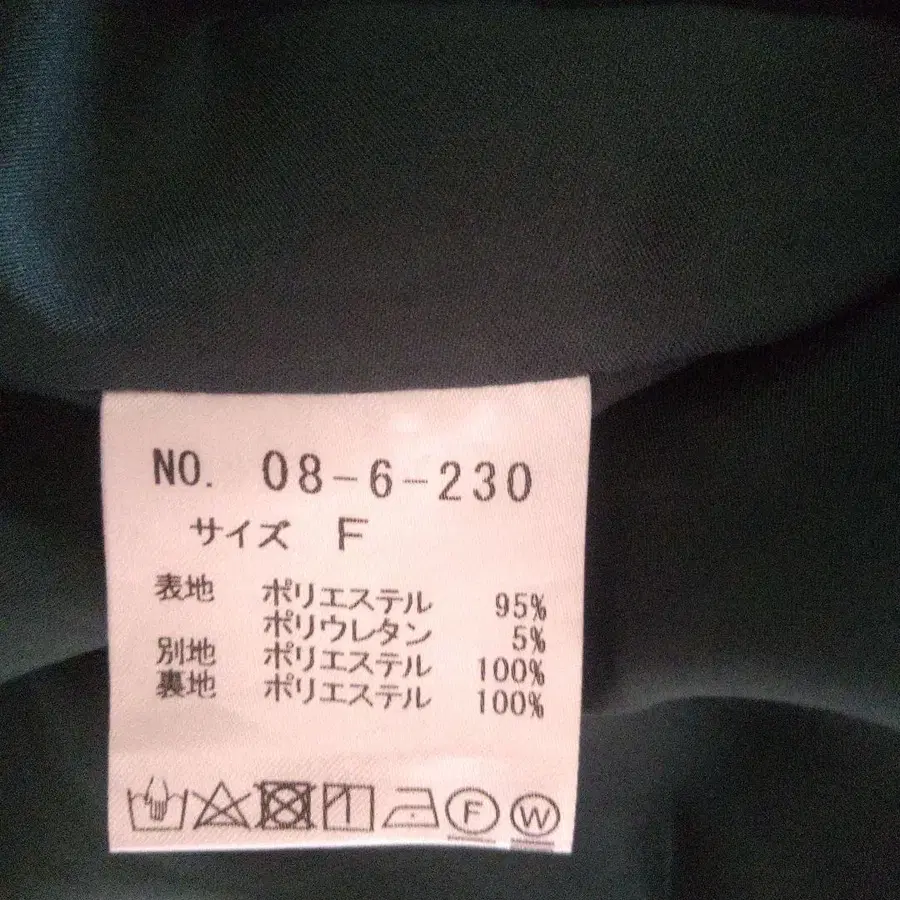 NO. 08-6-230
サイズ F
表地 ポリエステル 95%
ポリウレタン 5%
別地 ポリエステル 100%
裏地 ポリエステル 100%
F W